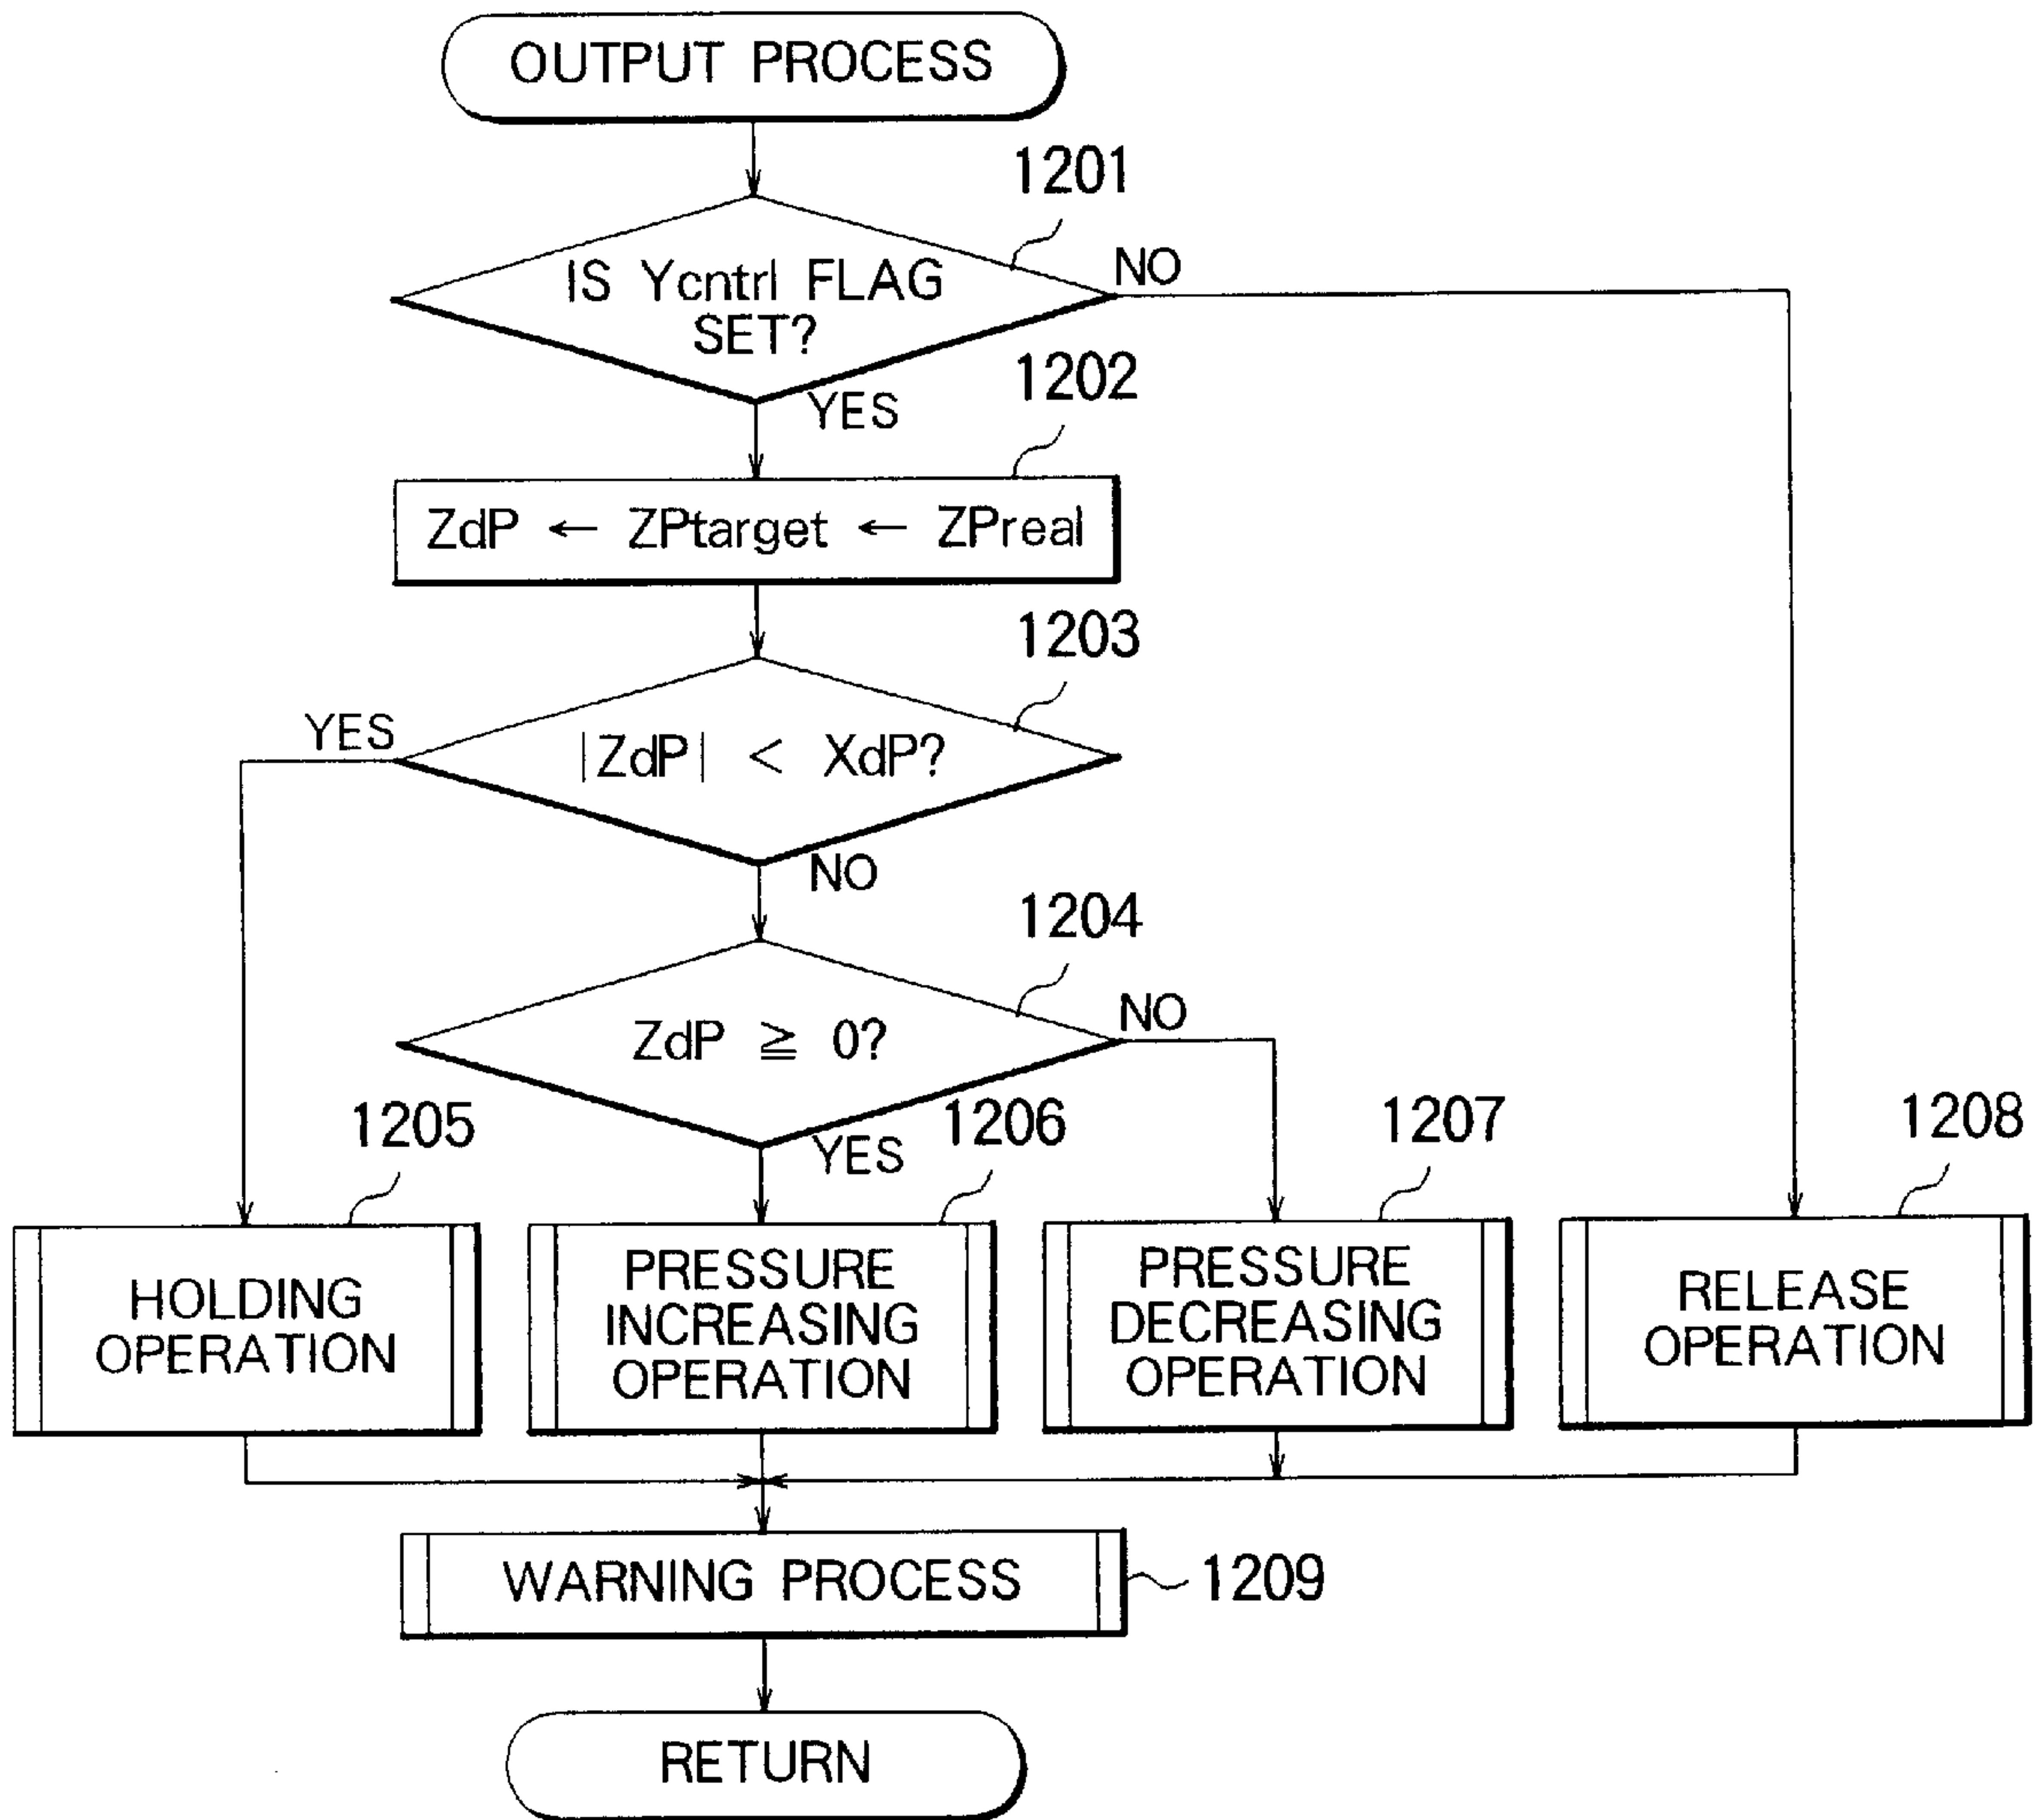 OUTPUT PROCESS
1201
IS Ycntrl FLAG
SET?
NO
YES
1202
ZdP ← ZPtarget ← ZPreal
1203
YES
|ZdP| < XdP?
NO
1204
ZdP ≧ 0?
NO
YES
1205
1206
1207
1208
HOLDING
OPERATION
PRESSURE
INCREASING
OPERATION
PRESSURE
DECREASING
OPERATION
RELEASE
OPERATION
WARNING PROCESS
1209
RETURN